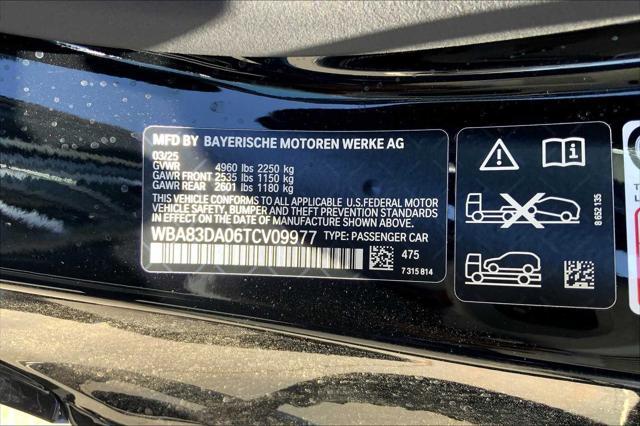 MFD BY BAYERISCHE MOTOREN WERKE AG
03/25
GVWR 4960 lbs 2250 kg
GAWR FRONT 2535 lbs 1150 kg
GAWR REAR 2601 lbs 1180 kg
THIS VEHICLE CONFORMS TO ALL APPLICABLE U.S.FEDERAL MOTOR
VEHICLE SAFETY, BUMPER, AND THEFT PREVENTION STANDARDS
IN EFFECT ON THE DATE OF MANUFACTURE SHOWN ABOVE.
WBA83DA06TCV09977 TYPE: PASSENGER CAR
475
7 315 814
8 652 135